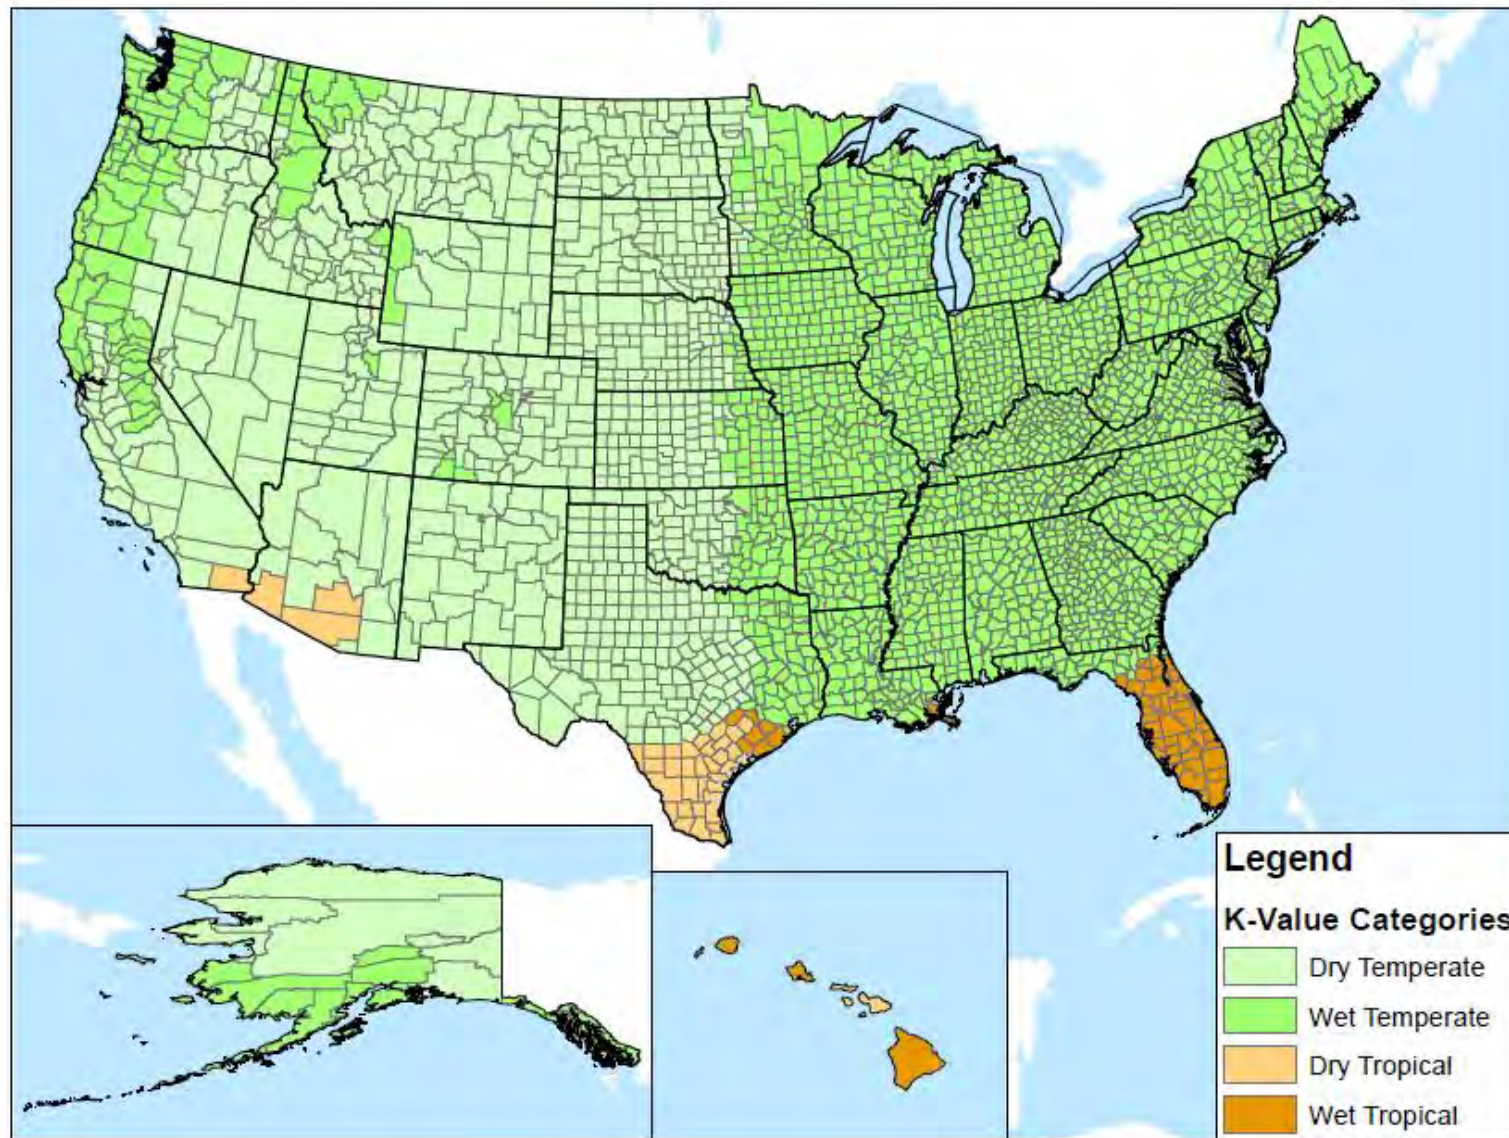 Legend
K-Value Categories
Dry Temperate
Wet Temperate
Dry Tropical
Wet Tropical